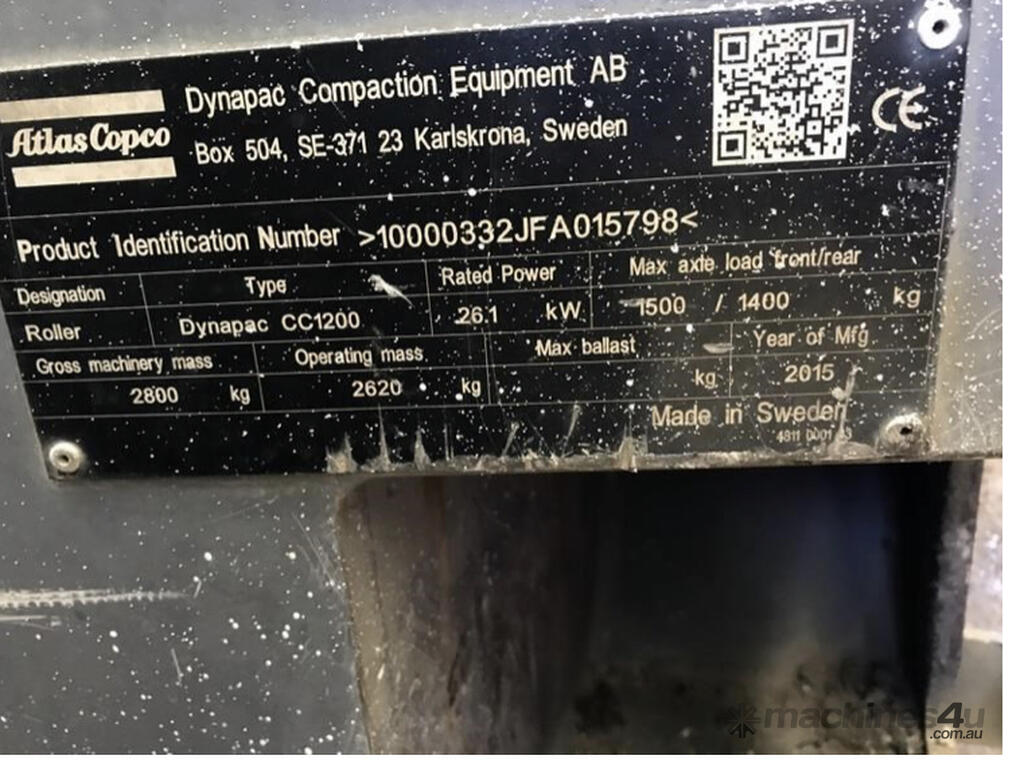 Atlas Copco
Dynapac Compaction Equipment AB
Box 504, SE-371 23 Karlskrona, Sweden
CE
Product Identification Number >10000332JFA015798<
Designation Type Rated Power Max axle load front/rear
Roller Dynapac CC1200 26.1 kW 1500 / 1400 kg
Gross machinery mass Operating mass Max ballast Year of Mfg.
2800 kg 2620 kg kg 2015
Made in Sweden
4811 0001
machines4u
.com.au